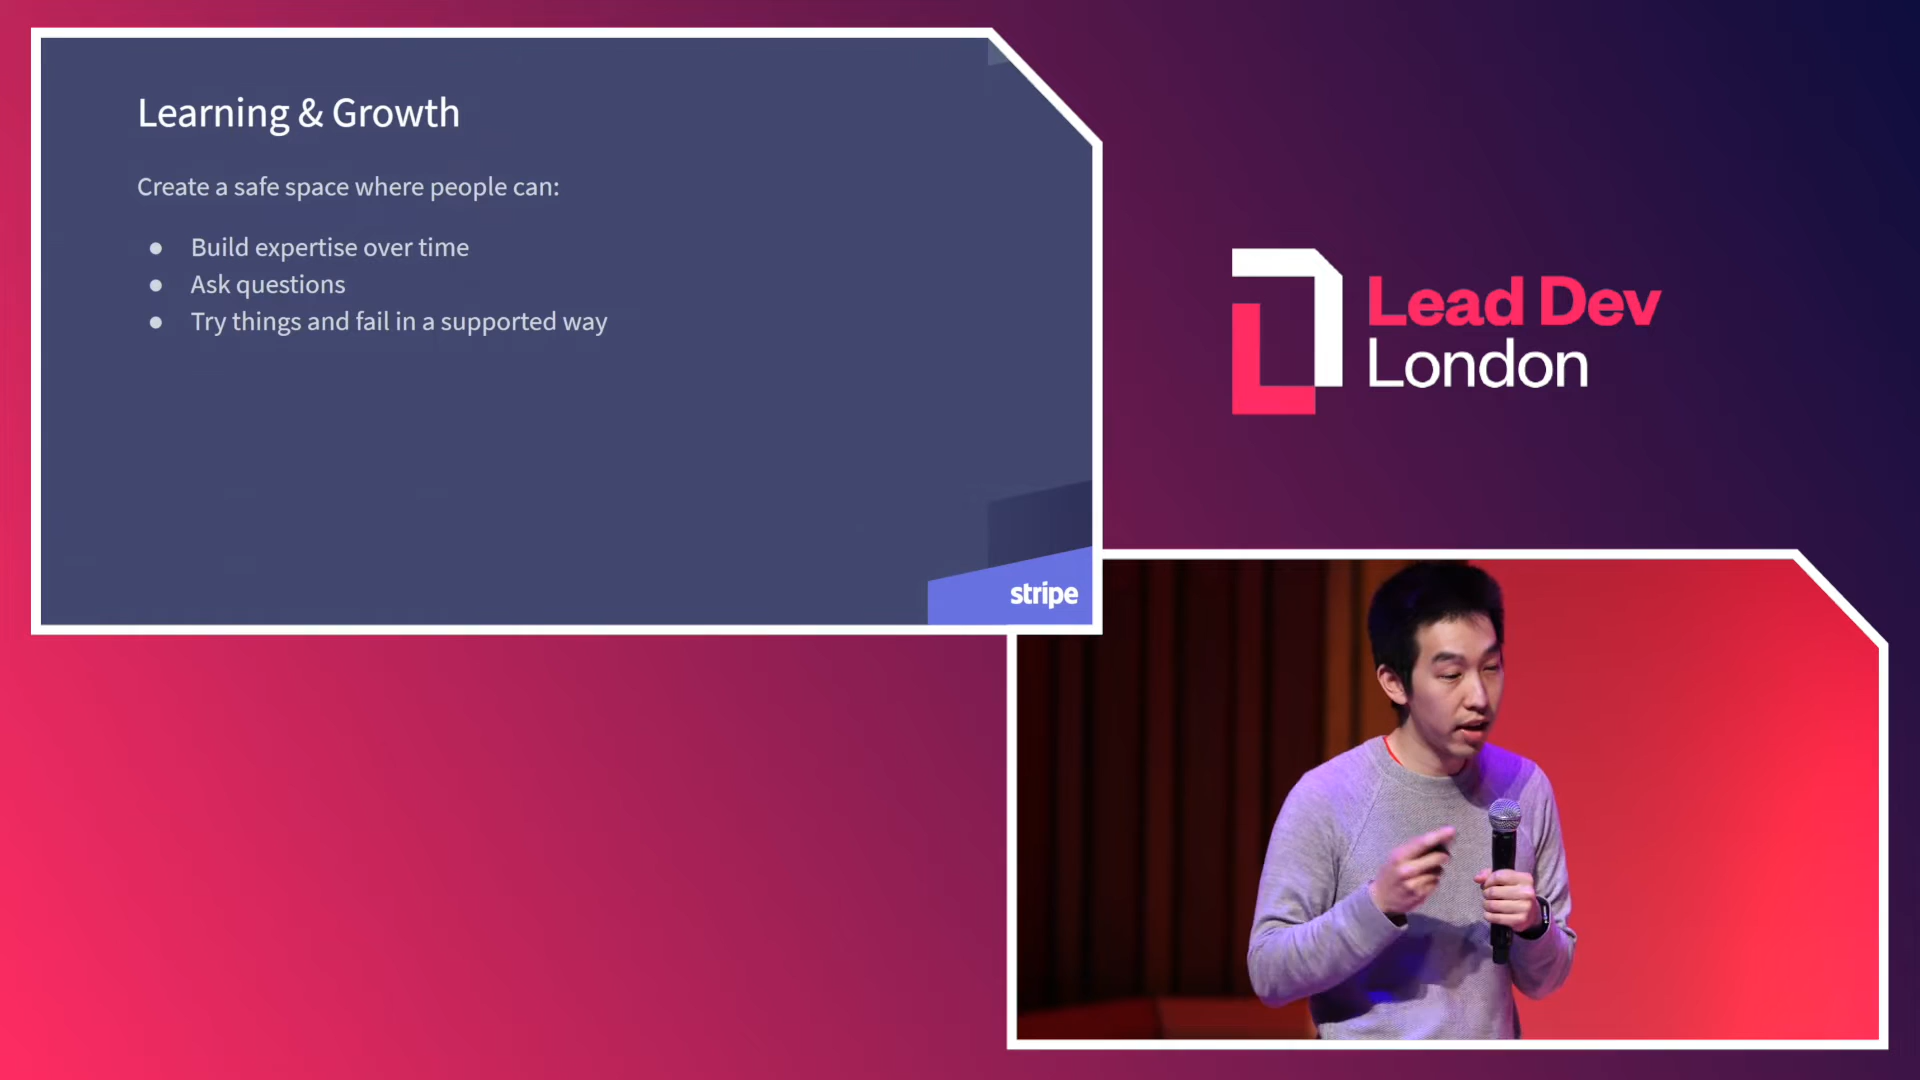 Learning & Growth
Create a safe space where people can:
● Build expertise over time
● Ask questions
● Try things and fail in a supported way
stripe
Lead Dev
London